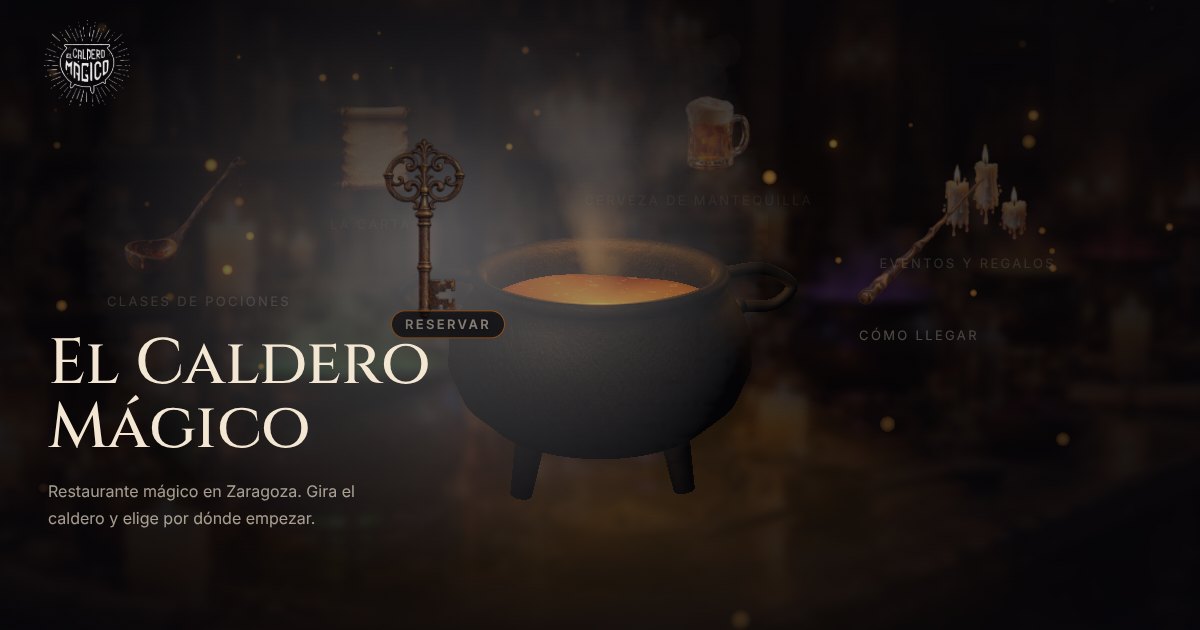 EL CALDERO
MÁGICO
LA CARTA
CERVEZA DE MANTEQUILLA
EVENTOS Y REGALOS
CLASES DE POCIONES
RESERVAR
CÓMO LLEGAR
El Caldero
Mágico
Restaurante mágico en Zaragoza. Gira el
caldero y elige por dónde empezar.